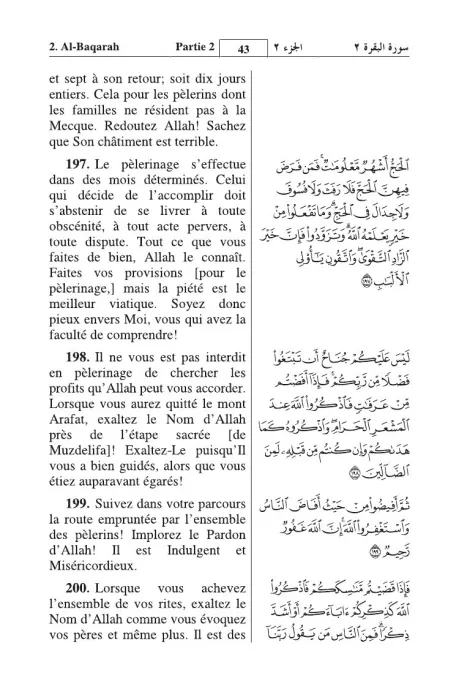 2. Al-Baqarah Partie 2 43 الجزء ٢ سورة البقرة ٢
et sept à son retour; soit dix jours
entiers. Cela pour les pèlerins dont
les familles ne résident pas à la
Mecque. Redoutez Allah! Sachez
que Son châtiment est terrible.
197. Le pèlerinage s’effectue
dans des mois déterminés. Celui
qui décide de l’accomplir doit
s’abstenir de se livrer à toute
obscénité, à tout acte pervers, à
toute dispute. Tout ce que vous
faites de bien, Allah le connaît.
Faites vos provisions [pour le
pèlerinage,] mais la piété est le
meilleur viatique. Soyez donc
pieux envers Moi, vous qui avez la
faculté de comprendre!
198. Il ne vous est pas interdit
en pèlerinage de chercher les
profits qu’Allah peut vous accorder.
Lorsque vous aurez quitté le mont
Arafat, exaltez le Nom d’Allah
près de l’étape sacrée [de
Muzdelifa]! Exaltez-Le puisqu’Il
vous a bien guidés, alors que vous
étiez auparavant égarés!
199. Suivez dans votre parcours
la route empruntée par l’ensemble
des pèlerins! Implorez le Pardon
d’Allah! Il est Indulgent et
Miséricordieux.
200. Lorsque vous achevez
l’ensemble de vos rites, exaltez le
Nom d’Allah comme vous évoquez
vos pères et même plus. Il est des
ٱلْحَجُّ أَشْهُرٌ مَّعْلُومَٰتٌ ۚ فَمَن فَرَضَ
فِيهِنَّ ٱلْحَجَّ فَلَا رَفَثَ وَلَا فُسُوقَ
وَلَا جِدَالَ فِى ٱلْحَجِّ ۗ وَمَا تَفْعَلُوا۟ مِنْ
خَيْرٍ يَعْلَمْهُ ٱللَّهُ ۗ وَتَزَوَّدُوا۟ فَإِنَّ خَيْرَ
ٱلزَّادِ ٱلتَّقْوَىٰ ۚ وَٱتَّقُونِ يَٰٓأُو۟لِى
ٱلْأَلْبَٰبِ ١٩٧
لَيْسَ عَلَيْكُمْ جُنَاحٌ أَن تَبْتَغُوا۟
فَضْلًا مِّن رَّبِّكُمْ ۚ فَإِذَآ أَفَضْتُم
مِّنْ عَرَفَٰتٍ فَٱذْكُرُوا۟ ٱللَّهَ عِندَ
ٱلْمَشْعَرِ ٱلْحَرَامِ ۖ وَٱذْكُرُوهُ كَمَا
هَدَىٰكُمْ وَإِن كُنتُم مِّن قَبْلِهِۦ لَمِنَ
ٱلضَّآلِّينَ ١٩٨
ثُمَّ أَفِيضُوا۟ مِنْ حَيْثُ أَفَاضَ ٱلنَّاسُ
وَٱسْتَغْفِرُوا۟ ٱللَّهَ ۚ إِنَّ ٱللَّهَ غَفُورٌ
رَّحِيمٌ ١٩٩
فَإِذَا قَضَيْتُم مَّنَٰسِكَكُمْ فَٱذْكُرُوا۟
ٱللَّهَ كَذِكْرِكُمْ ءَابَآءَكُمْ أَوْ أَشَدَّ
ذِكْرًا ۗ فَمِنَ ٱلنَّاسِ مَن يَقُولُ رَبَّنَآ